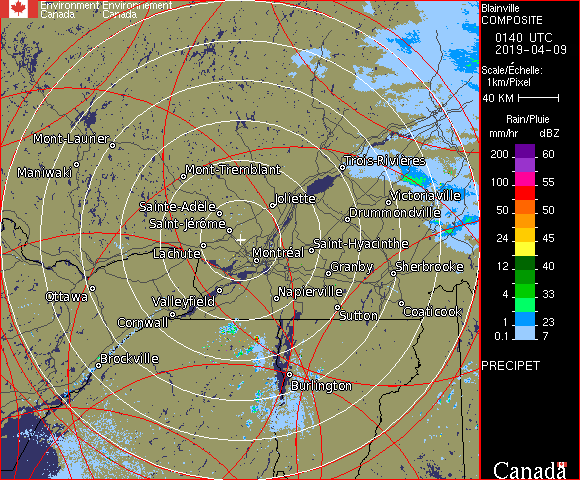 Environment Environnement
Canada Canada
Blainville
COMPOSITE
0140 UTC
2019-04-09
Scale/Échelle:
1km/Pixel
40 KM
Rain/Pluie
mm/hr dBZ
200 60
100 55
50 50
24 45
12 40
4 33
1 23
0.1 7
PRECIPET
Canada
Mont-Laurier
Maniwaki
Mont-Tremblant
Trois-Rivières
Joliette
Victoriaville
Sainte-Adèle
Drummondville
Saint-Jérôme
Lachute
Montréal
Saint-Hyacinthe
Granby
Sherbrooke
Ottawa
Valleyfield
Napierville
Cornwall
Sutton
Coaticook
Brockville
Burlington